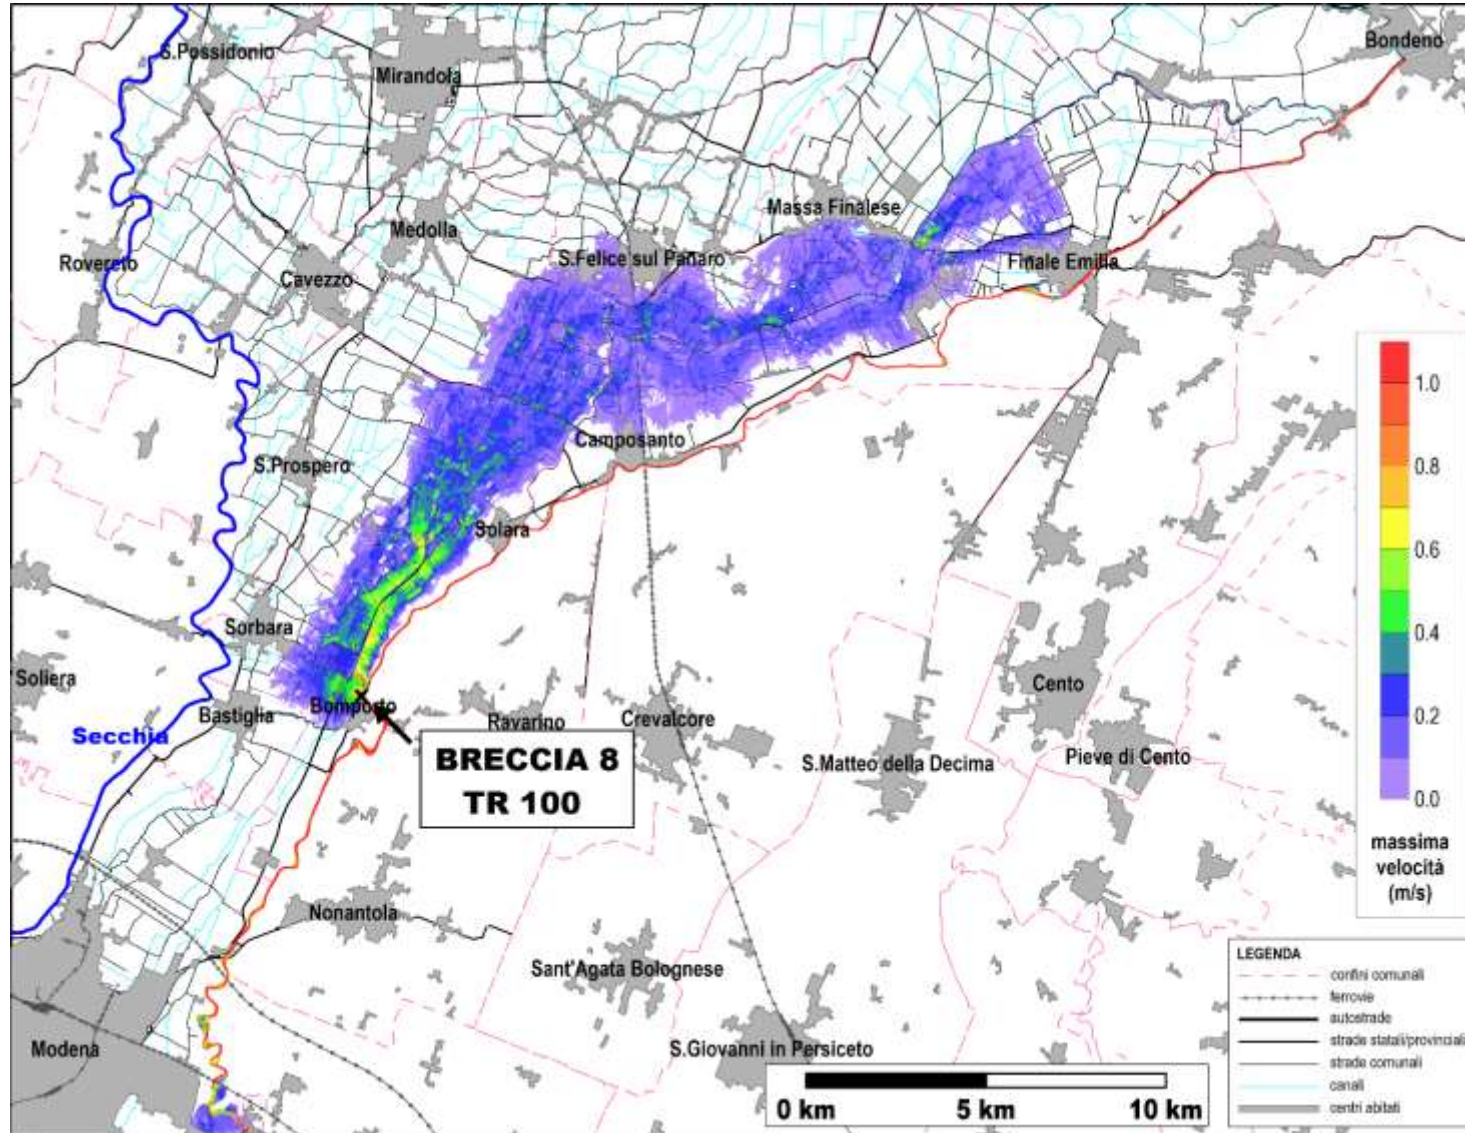 S.Possidonio
Mirandola
Bondeno
Massa Finalese
Medolla
Rovereto
S.Felice sul Panaro
Finale Emilia
Cavezzo
Camposanto
S.Prospero
Solara
Sorbara
Soliera
Bomporto
Bastiglia
Ravarino
Crevalcore
Cento
Secchia
S.Matteo della Decima
Pieve di Cento
BRECCIA 8
TR 100
1.0
0.8
0.6
0.4
0.2
0.0
massima
velocità
(m/s)
Nonantola
Sant'Agata Bolognese
Modena
S.Giovanni in Persiceto
0 km 5 km 10 km
LEGENDA
confini comunali
ferrovie
autostrade
strade statali/provinciali
strade comunali
canali
centri abitati